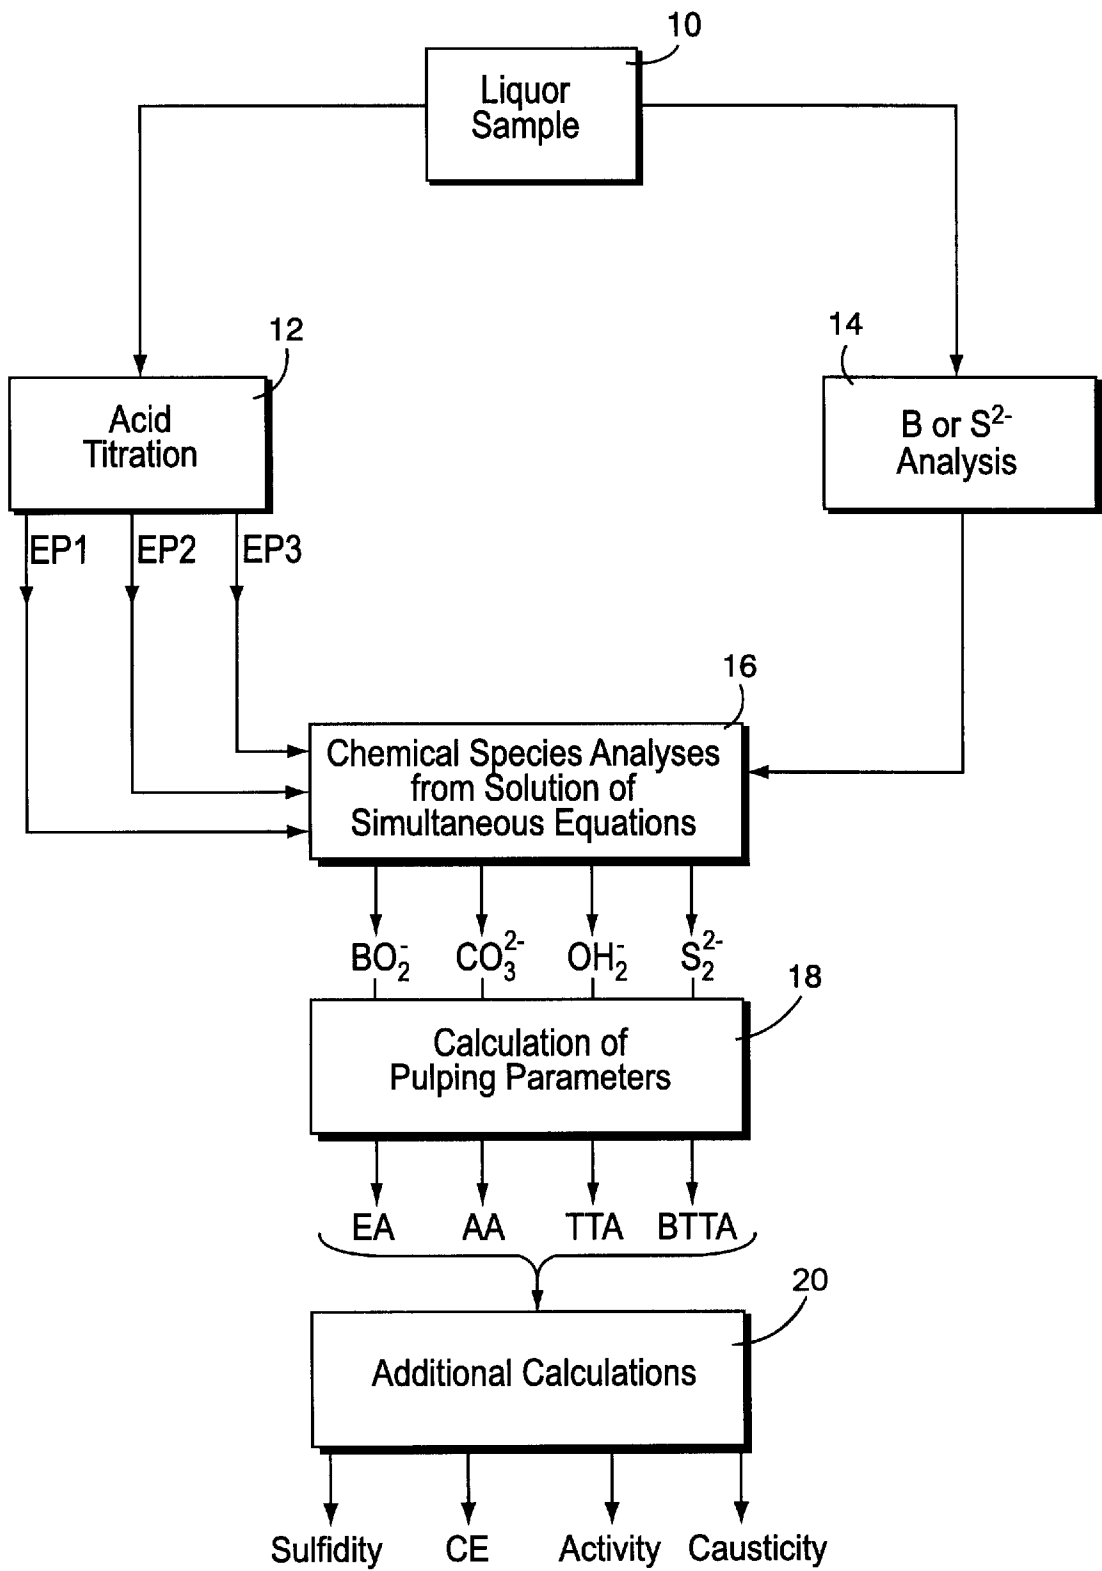 10
Liquor
Sample
12
14
Acid
Titration
B or S²⁻
Analysis
EP1 EP2 EP3
16
Chemical Species Analyses
from Solution of
Simultaneous Equations
BO₂⁻ CO₃²⁻ OH₂⁻ S₂²⁻
18
Calculation of
Pulping Parameters
EA AA TTA BTTA
20
Additional Calculations
Sulfidity CE Activity Causticity